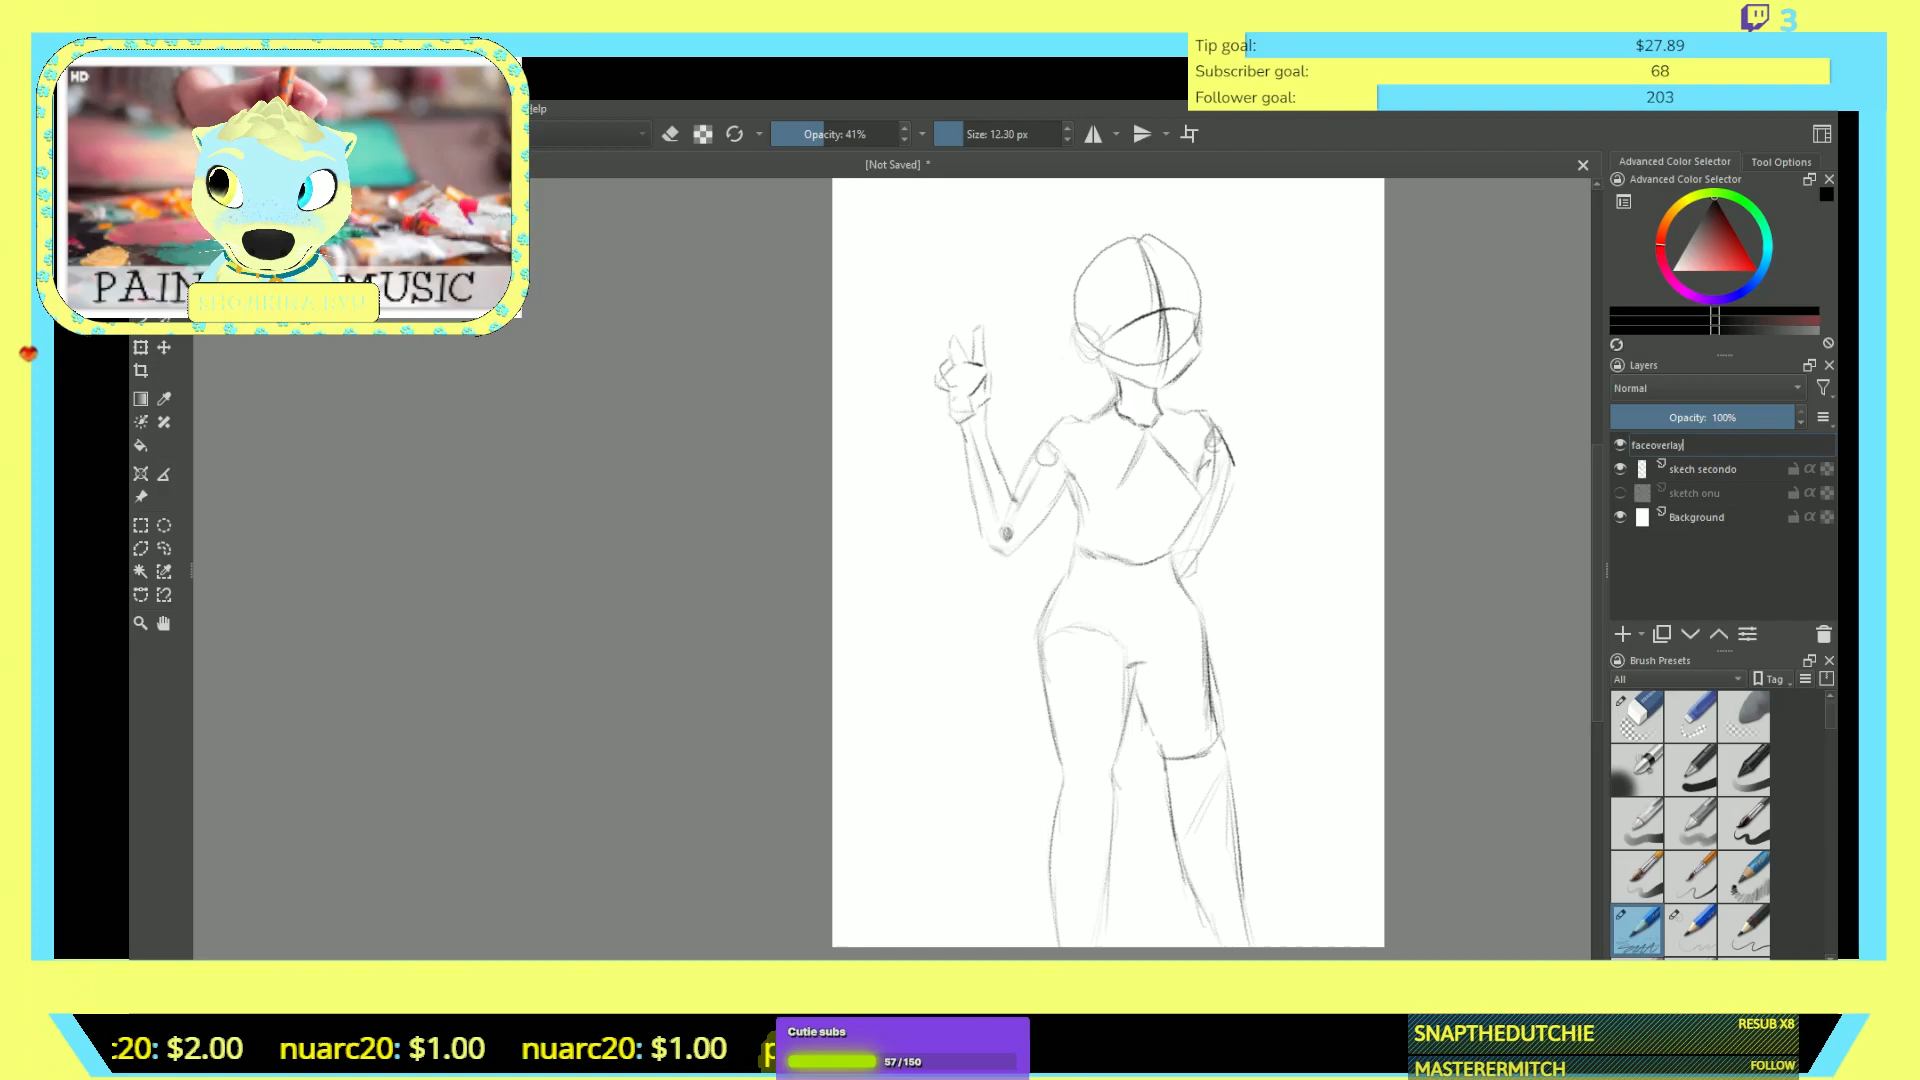 3
Tip goal: $27.89
Subscriber goal: 68
Follower goal: 203
HD
PAIN MUSIC
elp
Opacity: 41%
Size: 12.30 px
[Not Saved] *
Advanced Color Selector
Tool Options
Advanced Color Selector
Layers
Normal
Opacity: 100%
faceoverlay
skech secondo
sketch onu
Background
Brush Presets
All
Tag
:20: $2.00 nuarc20: $1.00 nuarc20: $1.00
Cutie subs
57/150
SNAPTHEDUTCHIE RESUB X8
MASTERERMITCH FOLLOW